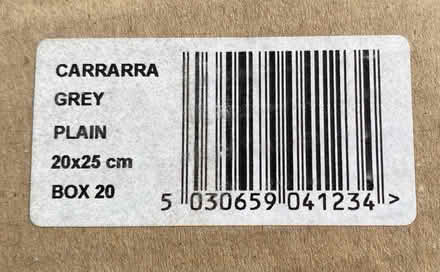 CARRARRA
GREY
PLAIN
20x25 cm
BOX 20
5 030659 041234 >